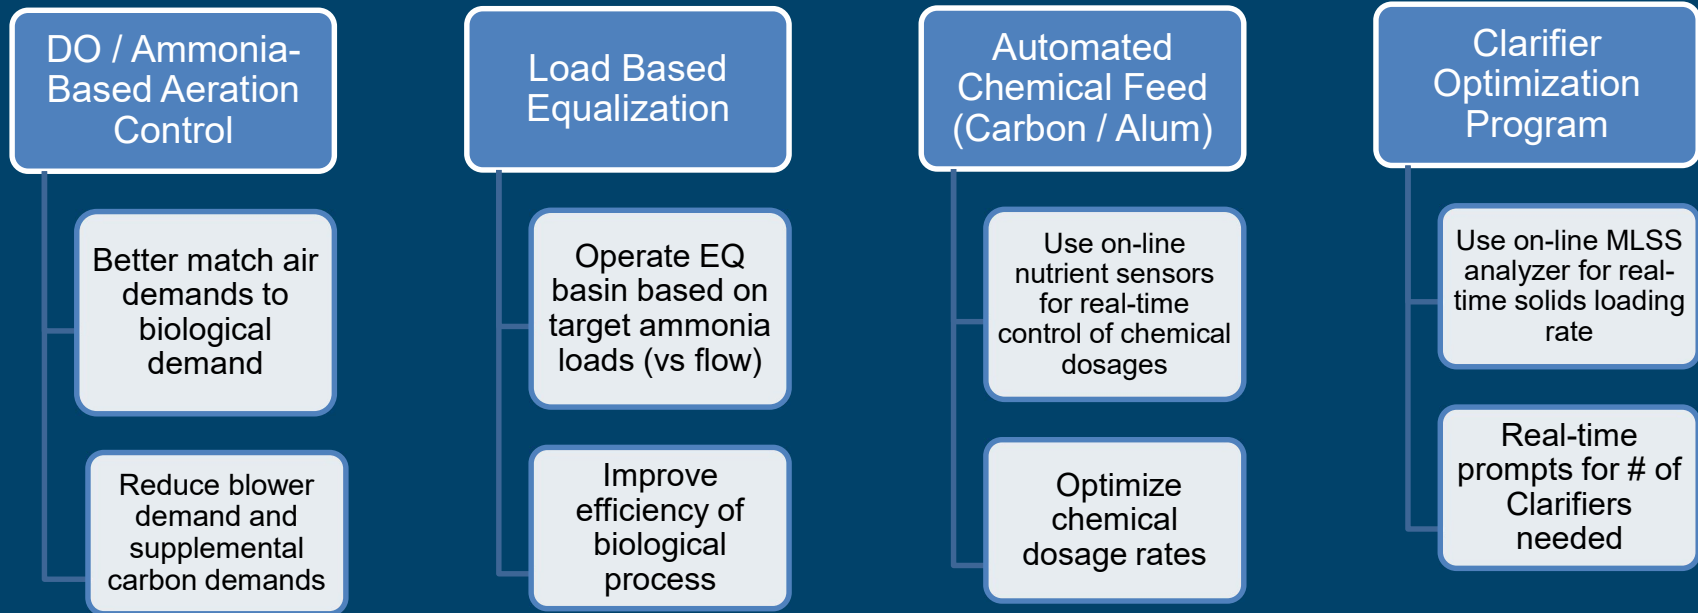 DO / Ammonia-
Based Aeration
Control
Better match air
demands to
biological
demand
Reduce blower
demand and
supplemental
carbon demands
Load Based
Equalization
Operate EQ
basin based on
target ammonia
loads (vs flow)
Improve
efficiency of
biological
process
Automated
Chemical Feed
(Carbon / Alum)
Use on-line
nutrient sensors
for real-time
control of chemical
dosages
Optimize
chemical
dosage rates
Clarifier
Optimization
Program
Use on-line MLSS
analyzer for real-
time solids loading
rate
Real-time
prompts for # of
Clarifiers
needed